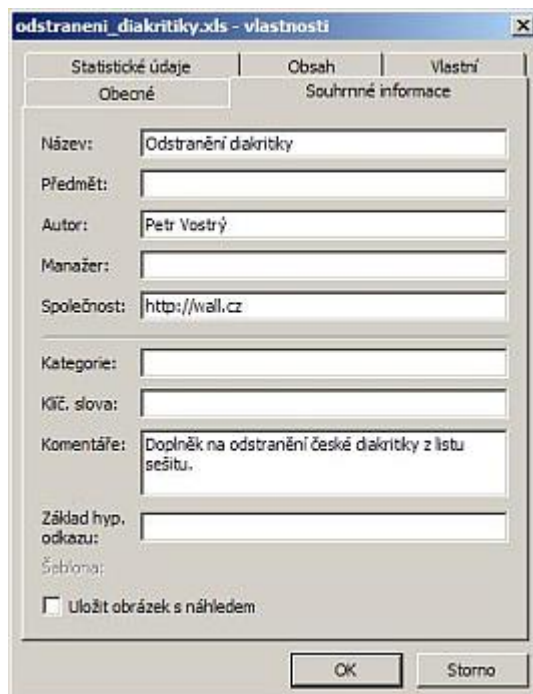 odstraneni_diakritiky.xls - vlastnosti
Statistické údaje Obsah Vlastní
Obecné Souhrnné informace
Název: Odstranění diakritiky
Předmět:
Autor: Petr Vostrý
Manažer:
Společnost: http://wall.cz
Kategorie:
Klíč. slova:
Komentáře: Doplněk na odstranění české diakritiky z listu
sešitu.
Základ hyp.
odkazu:
Šablona:
Uložit obrázek s náhledem
OK Storno